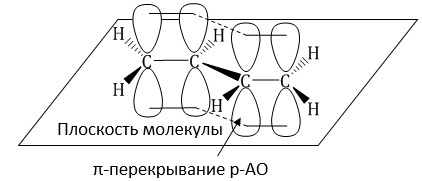 H H
C C C C H
H H H
Плоскость молекулы
π-перекрывание p-АО